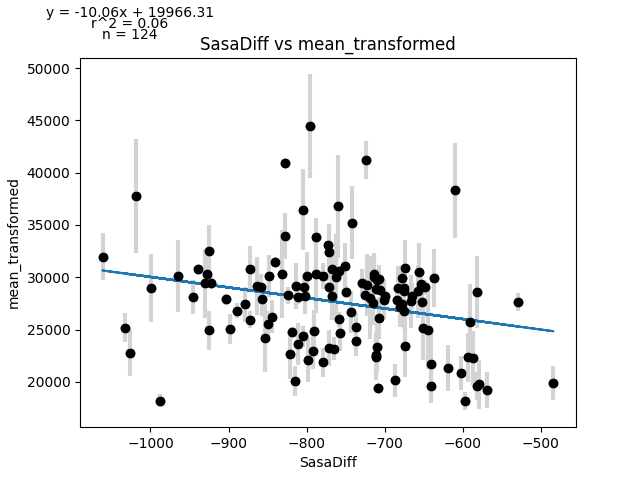 y = -10.06x + 19966.31
r^2 = 0.06
n = 124
SasaDiff vs mean_transformed
50000
45000
40000
35000
30000
25000
20000
mean_transformed
−1000
−900
−800
−700
−600
−500
SasaDiff